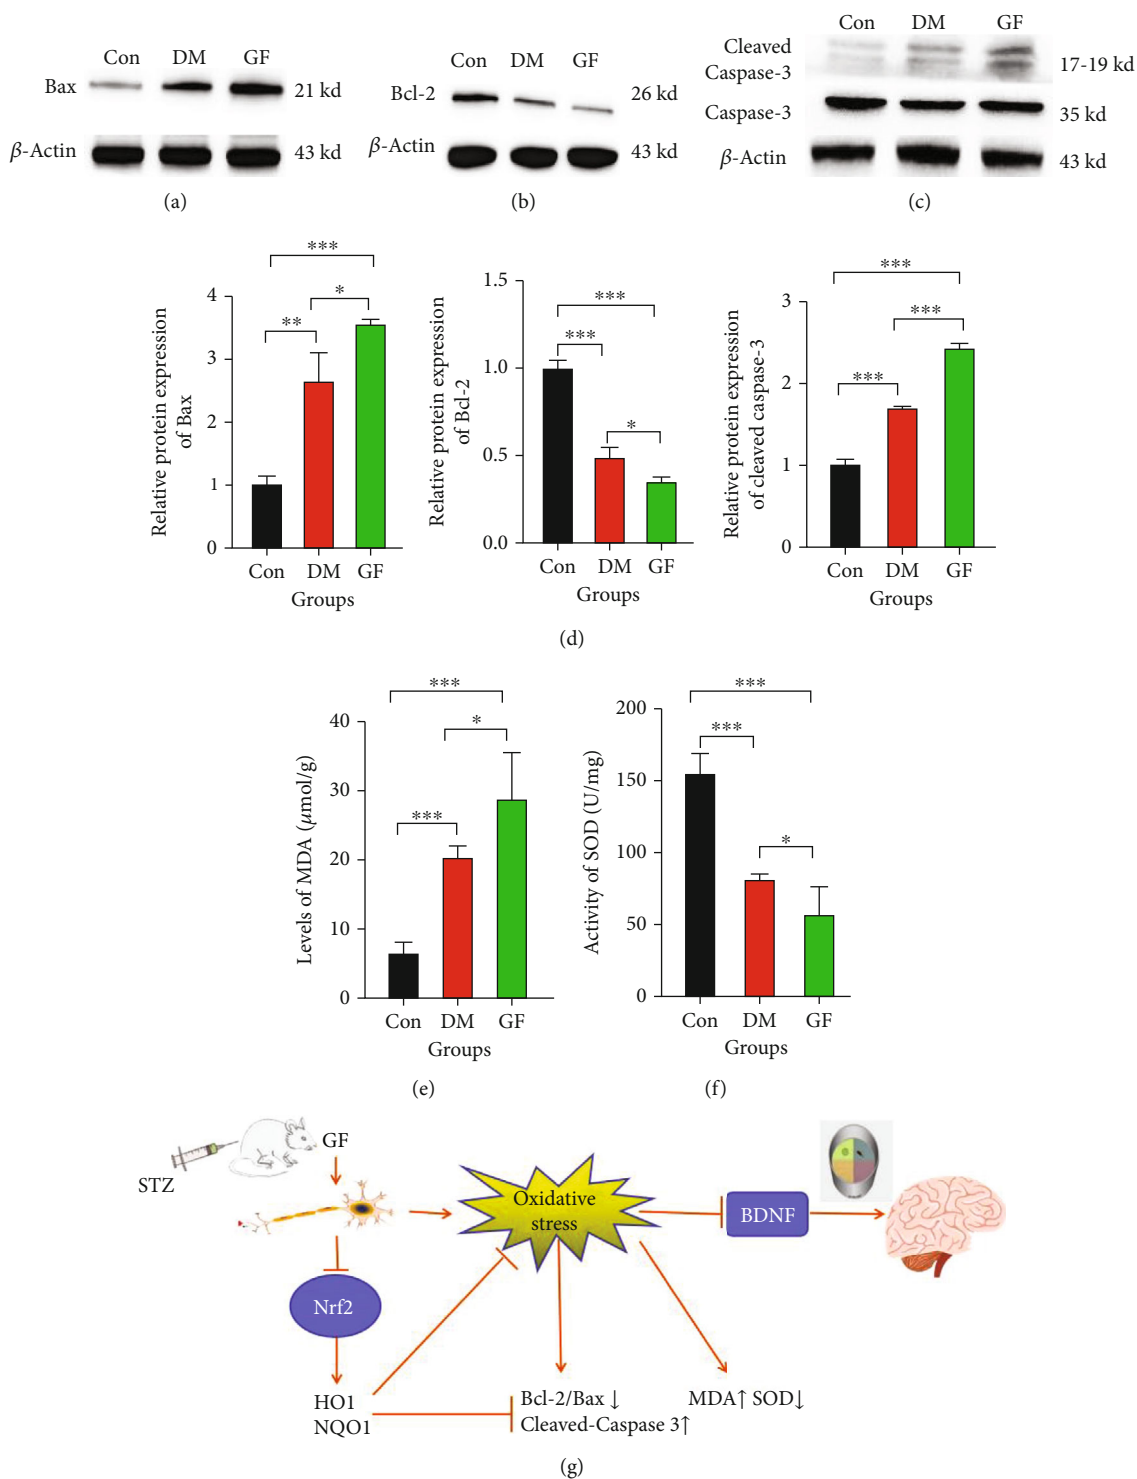 Con DM GF
Bax 21 kd
β-Actin 43 kd
(a)
Con DM GF
Bcl-2 26 kd
β-Actin 43 kd
(b)
Con DM GF
Cleaved
Caspase-3 17-19 kd
Caspase-3 35 kd
β-Actin 43 kd
(c)
Relative protein expression
of Bax
4
3
2
1
0
***
*
**
Con DM GF
Groups
Relative protein expression
of Bcl-2
1.5
1.0
0.5
0.0
***
***
*
Con DM GF
Groups
Relative protein expression
of cleaved caspase-3
3
2
1
0
***
***
***
Con DM GF
Groups
(d)
Levels of MDA (μmol/g)
40
30
20
10
0
***
*
***
Con DM GF
Groups
(e)
Activity of SOD (U/mg)
200
150
100
50
0
***
***
*
Con DM GF
Groups
(f)
GF
STZ
Oxidative
stress
BDNF
Nrf2
HO1
NQO1
Bcl-2/Bax ↓
Cleaved-Caspase 3↑
MDA↑ SOD↓
(g)